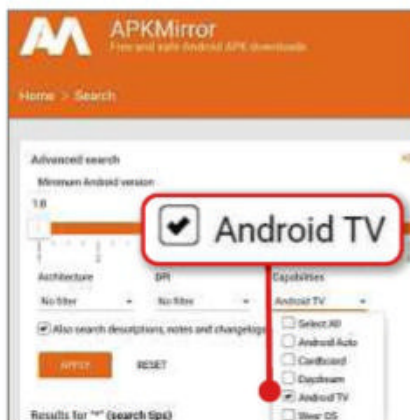 APKMirror
Free and safe Android APK downloads
Home > Search
Advanced search
Minimum Android version
1.0
Android TV
Architecture DPI Capabilities
No filter No filter Android TV
Also search descriptions, notes and changelogs
Select All
Android Auto
Cardboard
Daydream
Android TV
Wear OS
APPLY RESET
Results for "*" (search tips)